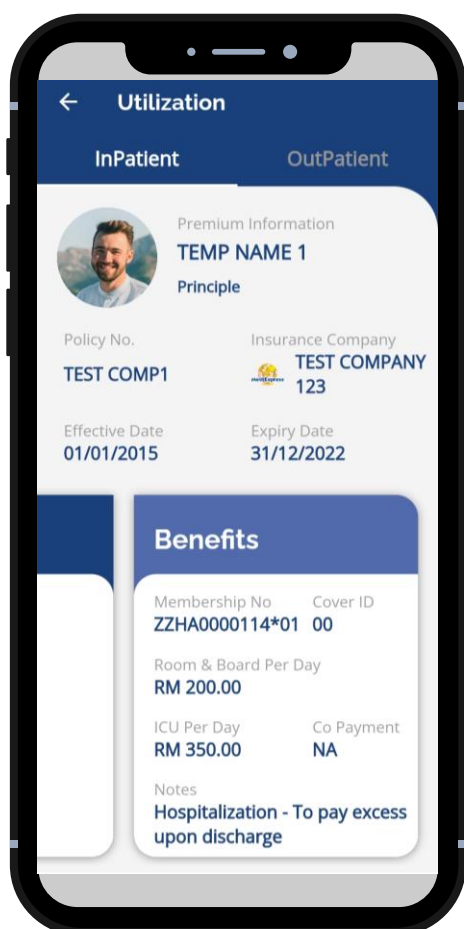 ← Utilization
InPatient OutPatient
Premium Information
TEMP NAME 1
Principle
Policy No. Insurance Company
TEST COMP1 TEST COMPANY
123
Effective Date Expiry Date
01/01/2015 31/12/2022
Benefits
Membership No Cover ID
ZZHA0000114*01 00
Room & Board Per Day
RM 200.00
ICU Per Day Co Payment
RM 350.00 NA
Notes
Hospitalization - To pay excess
upon discharge